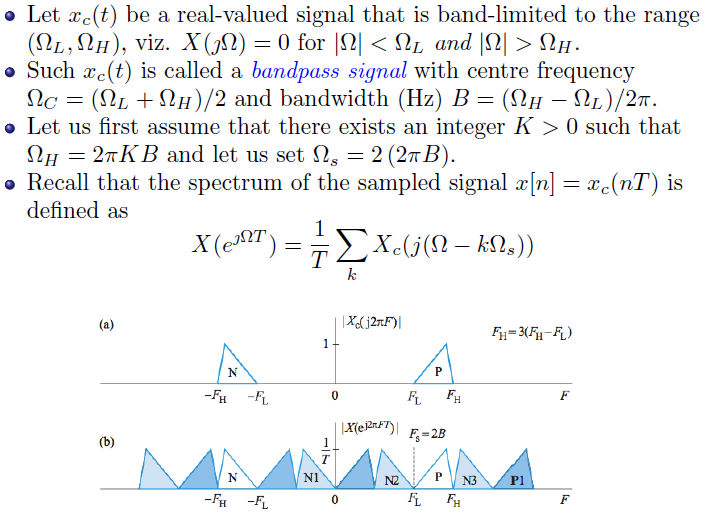 Let x_c(t) be a real-valued signal that is band-limited to the range
(Ω_L, Ω_H), viz. X(ȷΩ) = 0 for |Ω| < Ω_L and |Ω| > Ω_H.
Such x_c(t) is called a bandpass signal with centre frequency
Ω_C = (Ω_L + Ω_H)/2 and bandwidth (Hz) B = (Ω_H − Ω_L)/2π.
Let us first assume that there exists an integer K > 0 such that
Ω_H = 2πKB and let us set Ω_s = 2 (2πB).
Recall that the spectrum of the sampled signal x[n] = x_c(nT) is
defined as
X(e^{ȷΩT}) = 1/T ∑_k X_c(j(Ω − kΩ_s))
(a) |X_c(j2πF)| F_H=3(F_H−F_L)
1
N P
−F_H −F_L 0 F_L F_H F
(b) |X(e^{j2πFT})| F_s=2B
1/T
N N1 N2 P N3 P1
−F_H −F_L 0 F_L F_H F